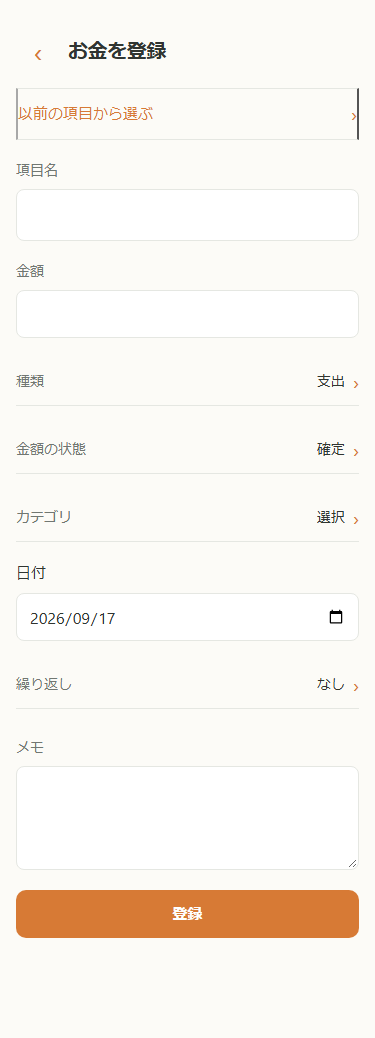 ‹ お金を登録
以前の項目から選ぶ ›
項目名
金額
種類 支出 ›
金額の状態 確定 ›
カテゴリ 選択 ›
日付
2026/09/17
繰り返し なし ›
メモ
登録